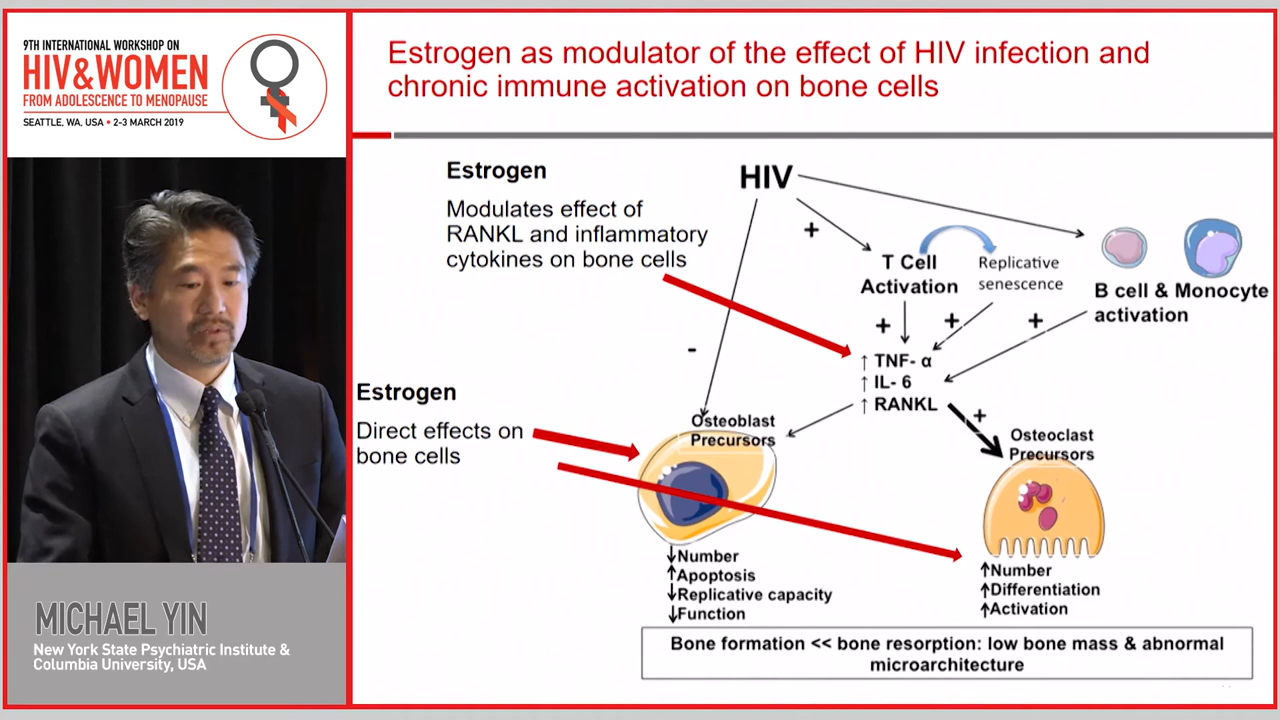 9TH INTERNATIONAL WORKSHOP ON
HIV&WOMEN
FROM ADOLESCENCE TO MENOPAUSE
SEATTLE, WA, USA • 2-3 MARCH 2019
MICHAEL YIN
New York State Psychiatric Institute &
Columbia University, USA
Estrogen as modulator of the effect of HIV infection and
chronic immune activation on bone cells
Estrogen
Modulates effect of
RANKL and inflammatory
cytokines on bone cells
HIV
+
T Cell
Activation
Replicative
senescence
B cell & Monocyte
activation
+
+
+
-
↑ TNF- α
↑ IL- 6
↑ RANKL
+
Estrogen
Direct effects on
bone cells
Osteoblast
Precursors
Osteoclast
Precursors
↓Number
↑Apoptosis
↓Replicative capacity
↓Function
↑Number
↑Differentiation
↑Activation
Bone formation << bone resorption: low bone mass & abnormal
microarchitecture